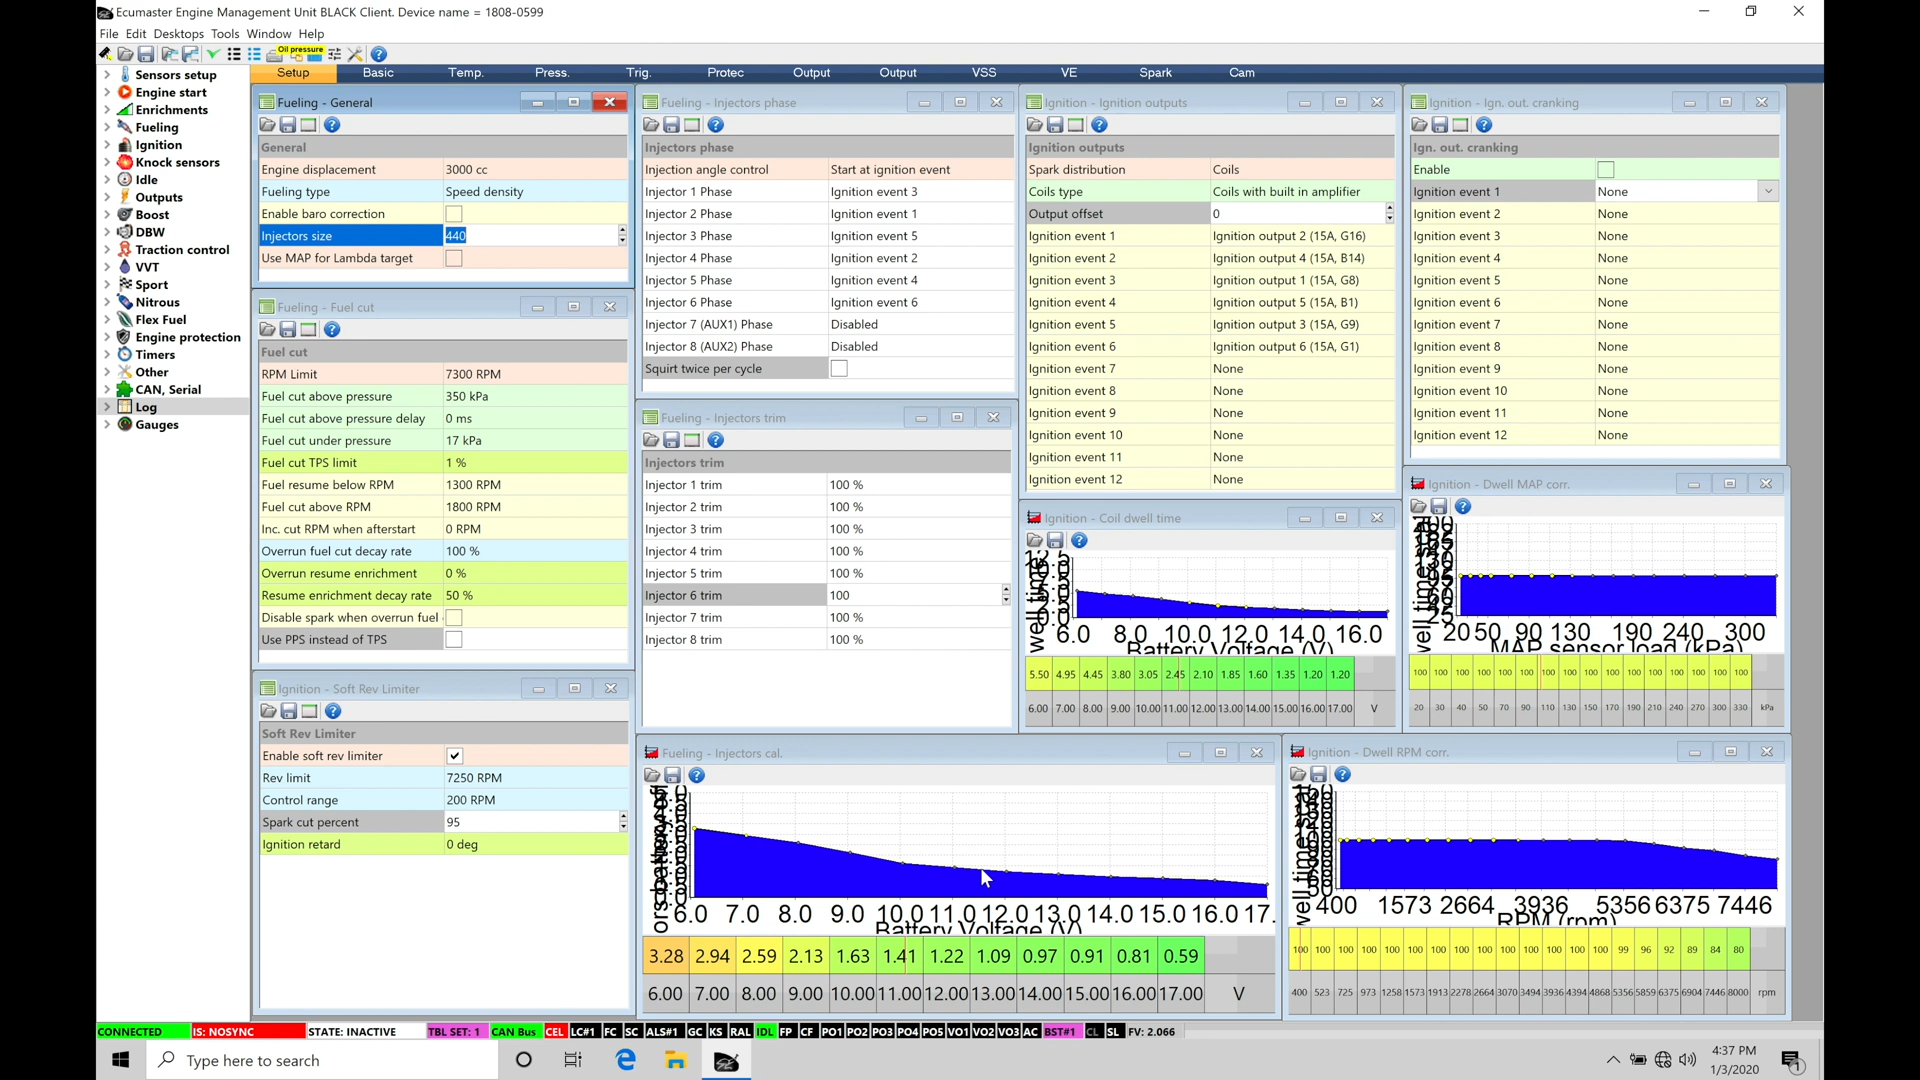 Ecumaster Engine Management Unit BLACK Client. Device name = 1808-0599
File Edit Desktops Tools Window Help
Oil pressure
Setup Basic Temp. Press. Trig. Protec Output Output VSS VE Spark Cam
Sensors setup
Engine start
Enrichments
Fueling
Ignition
Knock sensors
Idle
Outputs
Boost
DBW
Traction control
VVT
Sport
Nitrous
Flex Fuel
Engine protection
Timers
Other
CAN, Serial
Log
Gauges
Fueling - General
General
Engine displacement 3000 cc
Fueling type Speed density
Enable baro correction
Injectors size 440
Use MAP for Lambda target
Fueling - Fuel cut
Fuel cut
RPM Limit 7300 RPM
Fuel cut above pressure 350 kPa
Fuel cut above pressure delay 0 ms
Fuel cut under pressure 17 kPa
Fuel cut TPS limit 1 %
Fuel resume below RPM 1300 RPM
Fuel cut above RPM 1800 RPM
Inc. cut RPM when afterstart 0 RPM
Overrun fuel cut decay rate 100 %
Overrun resume enrichment 0 %
Resume enrichment decay rate 50 %
Disable spark when overrun fuel
Use PPS instead of TPS
Ignition - Soft Rev Limiter
Soft Rev Limiter
Enable soft rev limiter
Rev limit 7250 RPM
Control range 200 RPM
Spark cut percent 95
Ignition retard 0 deg
Fueling - Injectors phase
Injectors phase
Injection angle control Start at ignition event
Injector 1 Phase Ignition event 3
Injector 2 Phase Ignition event 1
Injector 3 Phase Ignition event 5
Injector 4 Phase Ignition event 2
Injector 5 Phase Ignition event 4
Injector 6 Phase Ignition event 6
Injector 7 (AUX1) Phase Disabled
Injector 8 (AUX2) Phase Disabled
Squirt twice per cycle
Fueling - Injectors trim
Injectors trim
Injector 1 trim 100 %
Injector 2 trim 100 %
Injector 3 trim 100 %
Injector 4 trim 100 %
Injector 5 trim 100 %
Injector 6 trim 100
Injector 7 trim 100 %
Injector 8 trim 100 %
Ignition - Ignition outputs
Ignition outputs
Spark distribution Coils
Coils type Coils with built in amplifier
Output offset 0
Ignition event 1 Ignition output 2 (15A, G16)
Ignition event 2 Ignition output 4 (15A, B14)
Ignition event 3 Ignition output 1 (15A, G8)
Ignition event 4 Ignition output 5 (15A, B1)
Ignition event 5 Ignition output 3 (15A, G9)
Ignition event 6 Ignition output 6 (15A, G1)
Ignition event 7 None
Ignition event 8 None
Ignition event 9 None
Ignition event 10 None
Ignition event 11 None
Ignition event 12 None
Ignition - Ign. out. cranking
Ign. out. cranking
Enable
Ignition event 1 None
Ignition event 2 None
Ignition event 3 None
Ignition event 4 None
Ignition event 5 None
Ignition event 6 None
Ignition event 7 None
Ignition event 8 None
Ignition event 9 None
Ignition event 10 None
Ignition event 11 None
Ignition event 12 None
Ignition - Coil dwell time
6.0 8.0 10.0 12.0 14.0 16.0
Battery Voltage (V)
5.50 4.95 4.45 3.80 3.05 2.45 2.10 1.85 1.60 1.35 1.20 1.20
6.00 7.00 8.00 9.00 10.00 11.00 12.00 13.00 14.00 15.00 16.00 17.00 V
Ignition - Dwell MAP corr.
20 50 90 130 190 240 300
MAP sensor load (kPa)
100 100 100 100 100 100 100 100 100 100 100 100 100 100 100 100
20 30 40 50 70 90 110 130 150 170 190 210 240 270 300 330 kPa
Fueling - Injectors cal.
6.0 7.0 8.0 9.0 10.0 11.0 12.0 13.0 14.0 15.0 16.0 17.
Battery Voltage (V)
3.28 2.94 2.59 2.13 1.63 1.41 1.22 1.09 0.97 0.91 0.81 0.59
6.00 7.00 8.00 9.00 10.00 11.00 12.00 13.00 14.00 15.00 16.00 17.00 V
Ignition - Dwell RPM corr.
400 1573 2664 3936 5356 6375 7446
RPM (rpm)
100 100 100 100 100 100 100 100 100 100 100 100 100 100 99 96 92 89 84 80
400 523 725 973 1258 1573 1913 2278 2664 3070 3494 3936 4394 4868 5356 5859 6375 6904 7446 8000 rpm
CONNECTED IS: NOSYNC STATE: INACTIVE TBL SET: 1 CAN Bus CEL LC#1 FC SC ALS#1 GC KS RAL IDL FP CF PO1 PO2 PO3 PO4 PO5 VO1 VO2 VO3 AC BST#1 CL SL FV: 2.066
Type here to search
4:37 PM
1/3/2020
1